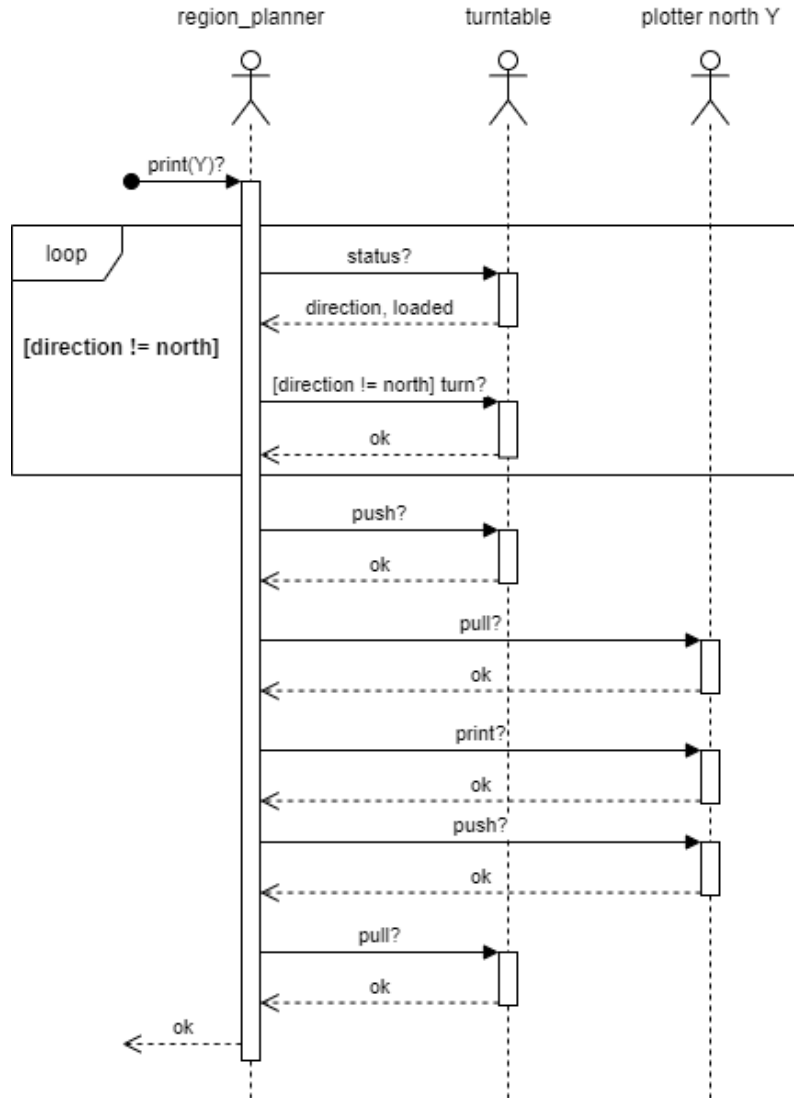 region_planner
turntable
plotter north Y
print(Y)?
loop
status?
direction, loaded
[direction != north]
[direction != north] turn?
ok
push?
ok
pull?
ok
print?
ok
push?
ok
pull?
ok
ok